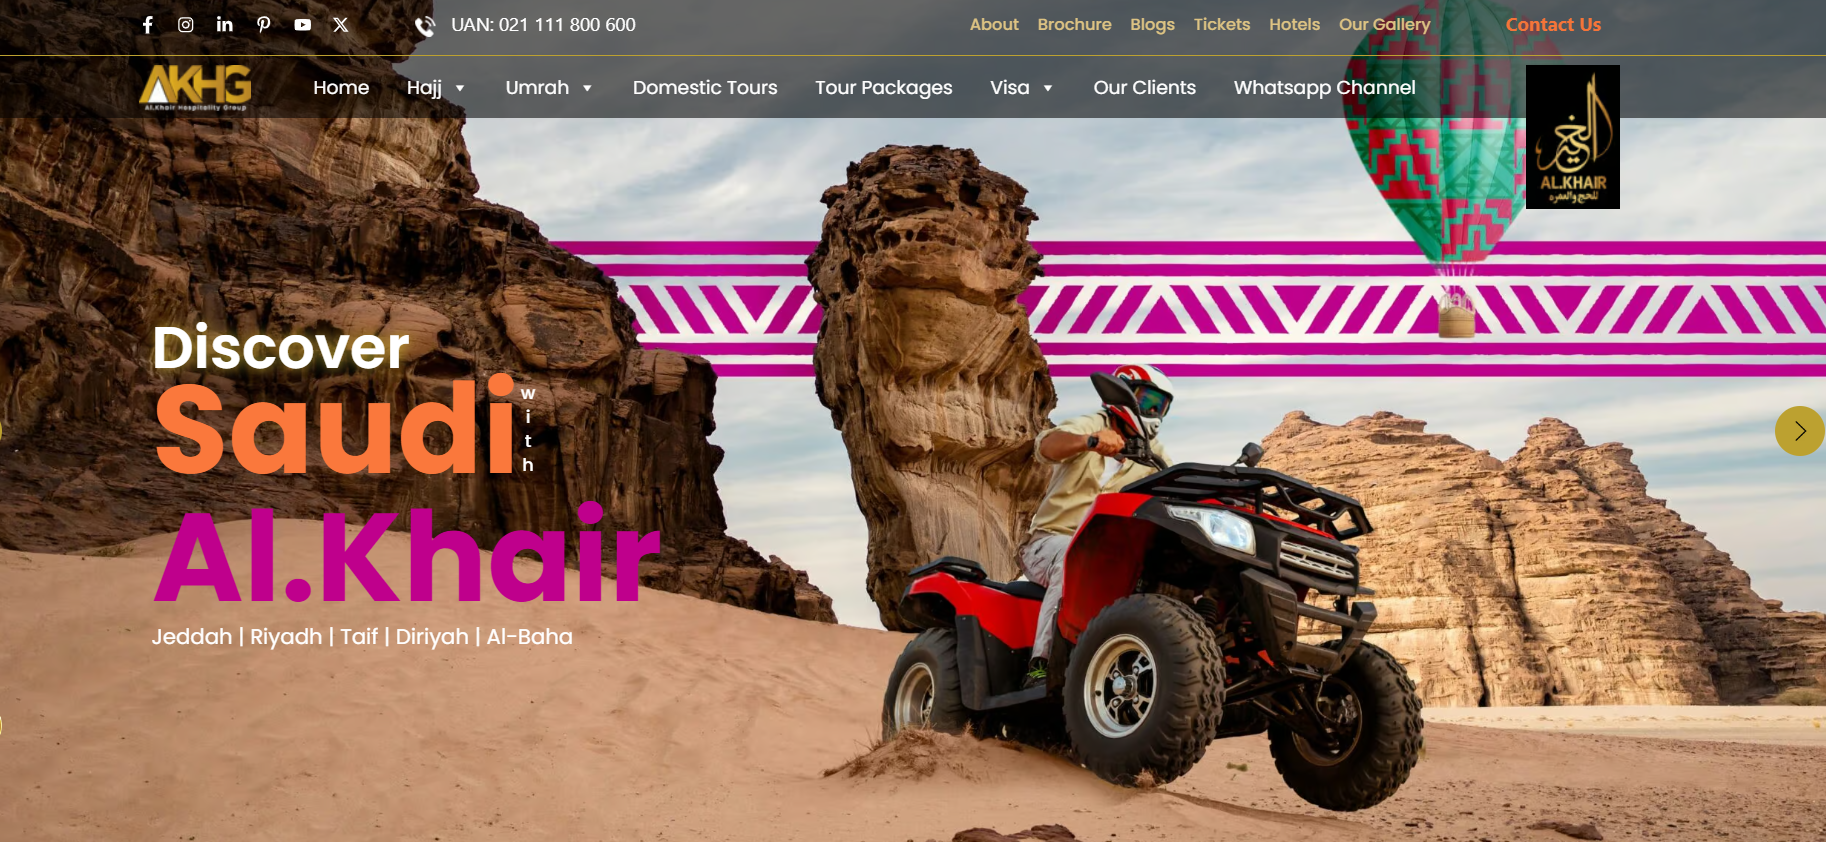 UAN: 021 111 800 600
About Brochure Blogs Tickets Hotels Our Gallery Contact Us
AKHG
Al.Khair Hospitality Group
Home Hajj Umrah Domestic Tours Tour Packages Visa Our Clients Whatsapp Channel
الخير
AL.KHAIR
للحج والعمره
Discover
Saudi
with
Al.Khair
Jeddah | Riyadh | Taif | Diriyah | Al-Baha